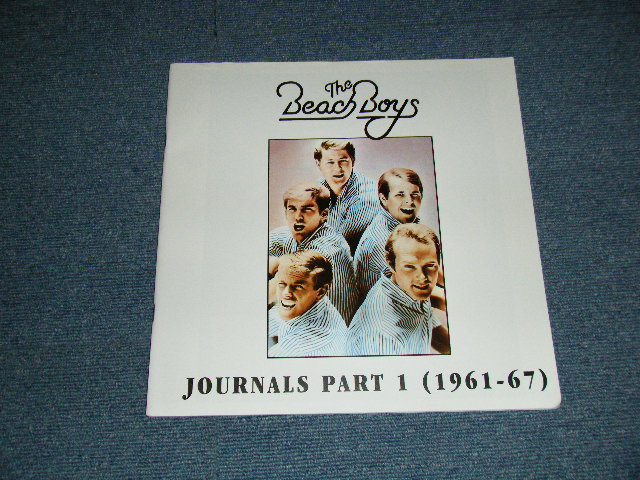 The
Beach Boys
JOURNALS PART 1 (1961-67)